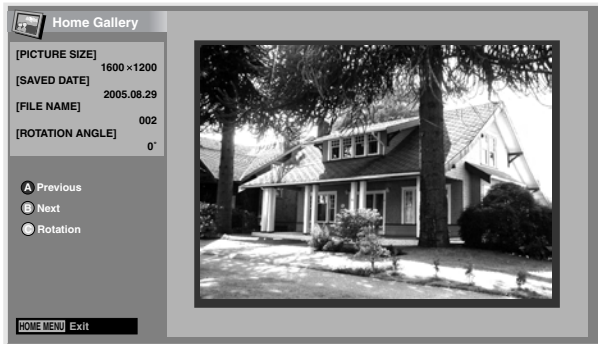 Home Gallery
[PICTURE SIZE]
1600 ×1200
[SAVED DATE]
2005.08.29
[FILE NAME]
002
[ROTATION ANGLE]
0°
A Previous
B Next
C Rotation
HOME MENU Exit